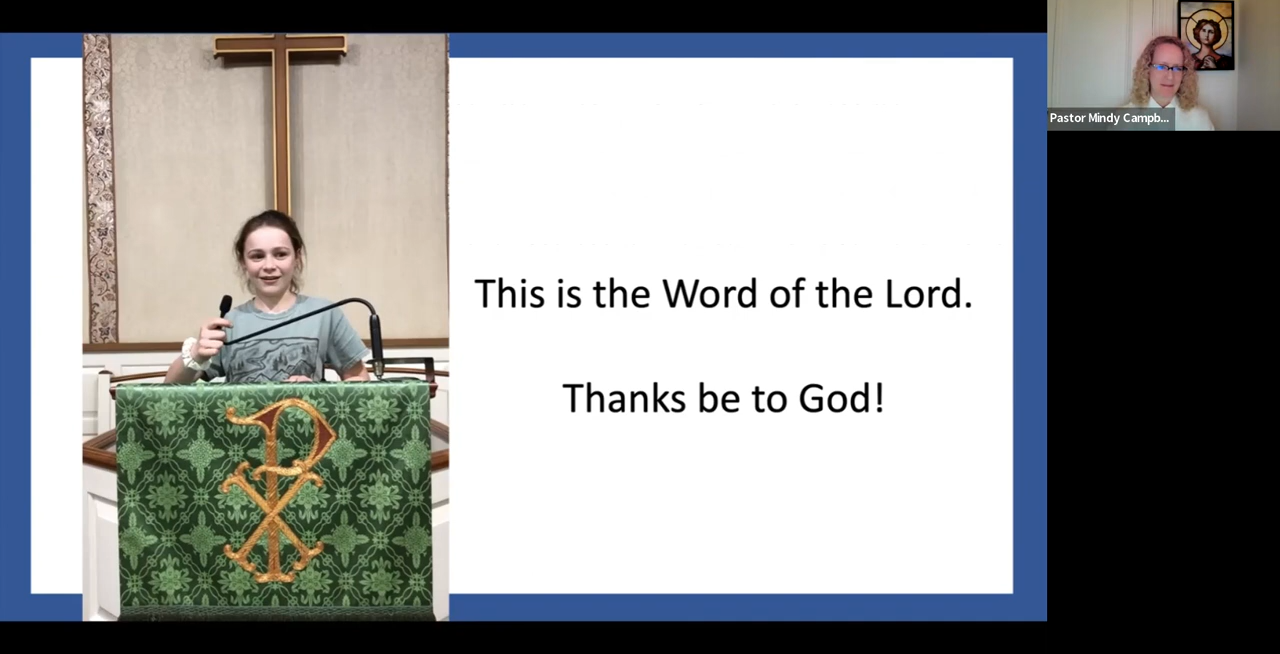 This is the Word of the Lord.
Thanks be to God!
Pastor Mindy Campb...